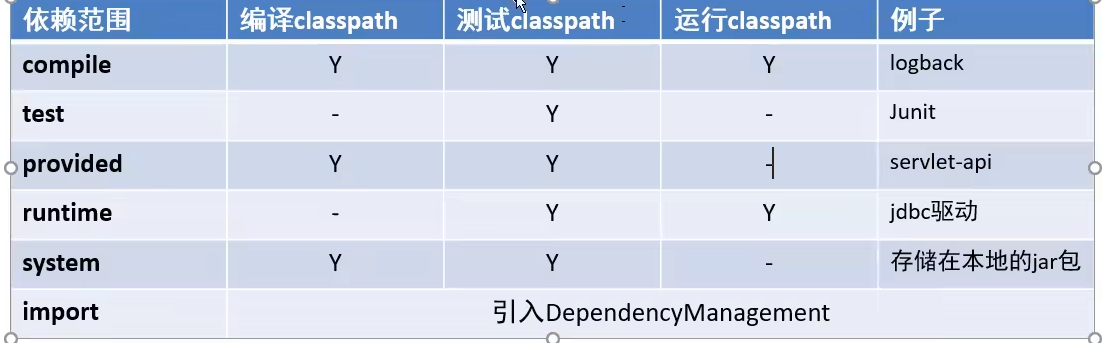 依赖范围 编译classpath 测试classpath 运行classpath 例子
compile Y Y Y logback
test - Y - Junit
provided Y Y - servlet-api
runtime - Y Y jdbc驱动
system Y Y - 存储在本地的jar包
import 引入DependencyManagement